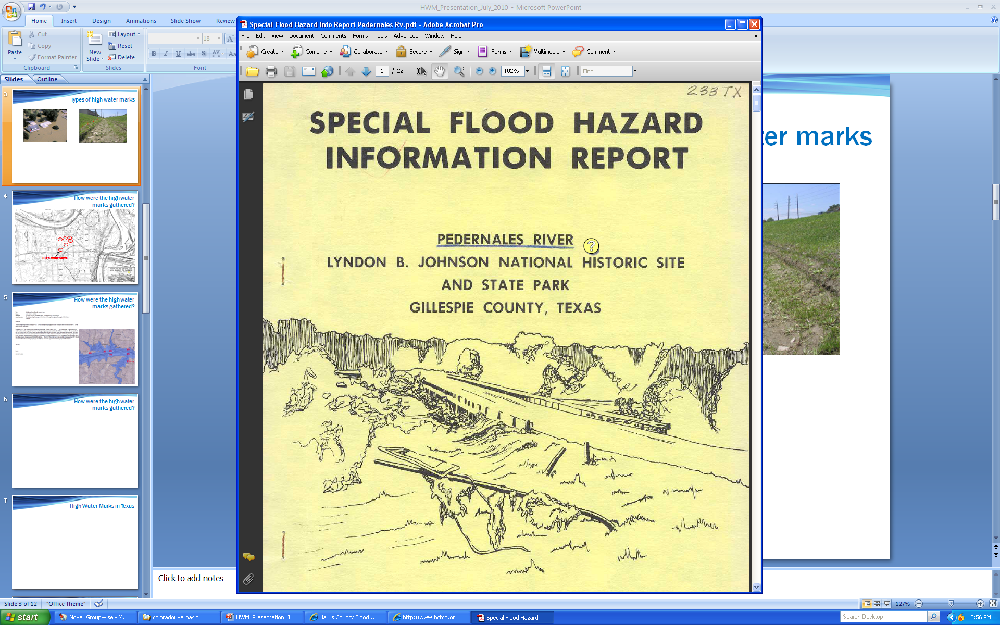 HWM_Presentation_July_2010 - Microsoft PowerPoint
Home Insert Design Animations Slide Show Review
Paste
Cut
Copy
Format Painter
Clipboard
New Slide
Layout
Reset
Delete
Slides
18
B I U abc S AV Aa
Font
Slides Outline
3
Types of high water marks
4
How were the high water
marks gathered?
High Water Marks
5
How were the high water
marks gathered?
6
How were the high water
marks gathered?
7
High Water Marks in Texas
Special Flood Hazard Info Report Pedernales Rv.pdf - Adobe Acrobat Pro
File Edit View Document Comments Forms Tools Advanced Window Help
Create Combine Collaborate Secure Sign Forms Multimedia Comment
1 / 22 102% Find
2.33 TX
SPECIAL FLOOD HAZARD
INFORMATION REPORT
PEDERNALES RIVER ?
LYNDON B. JOHNSON NATIONAL HISTORIC SITE
AND STATE PARK
GILLESPIE COUNTY, TEXAS
ter marks
Click to add notes
Slide 3 of 12 "Office Theme" 127%
start Novell GroupWise - M... coloradoriverbasin HWM_Presentation_J... Harris County Flood ... http://www.hcfcd.or... Special Flood Hazard ... Search Desktop 2:56 PM